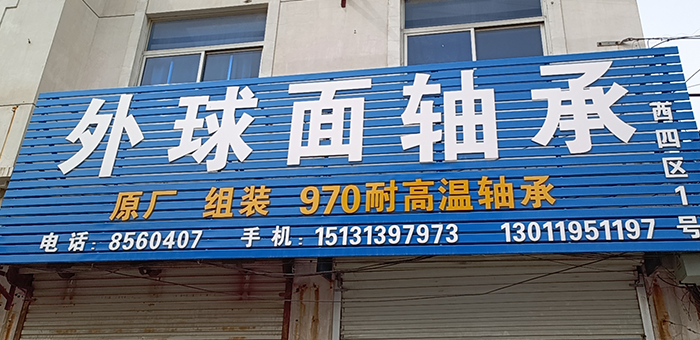 外球面轴承
原厂 组装 970耐高温轴承
电话：8560407 手机：15131397973 13011951197
西四区1号